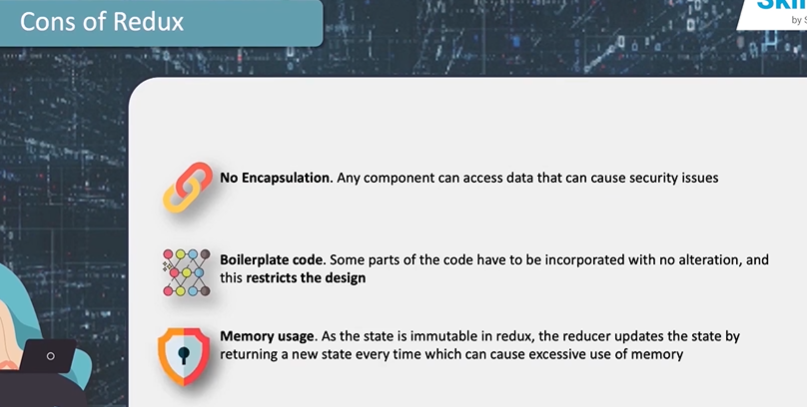 Cons of Redux
by S
No Encapsulation. Any component can access data that can cause security issues
Boilerplate code. Some parts of the code have to be incorporated with no alteration, and
this restricts the design
Memory usage. As the state is immutable in redux, the reducer updates the state by
returning a new state every time which can cause excessive use of memory